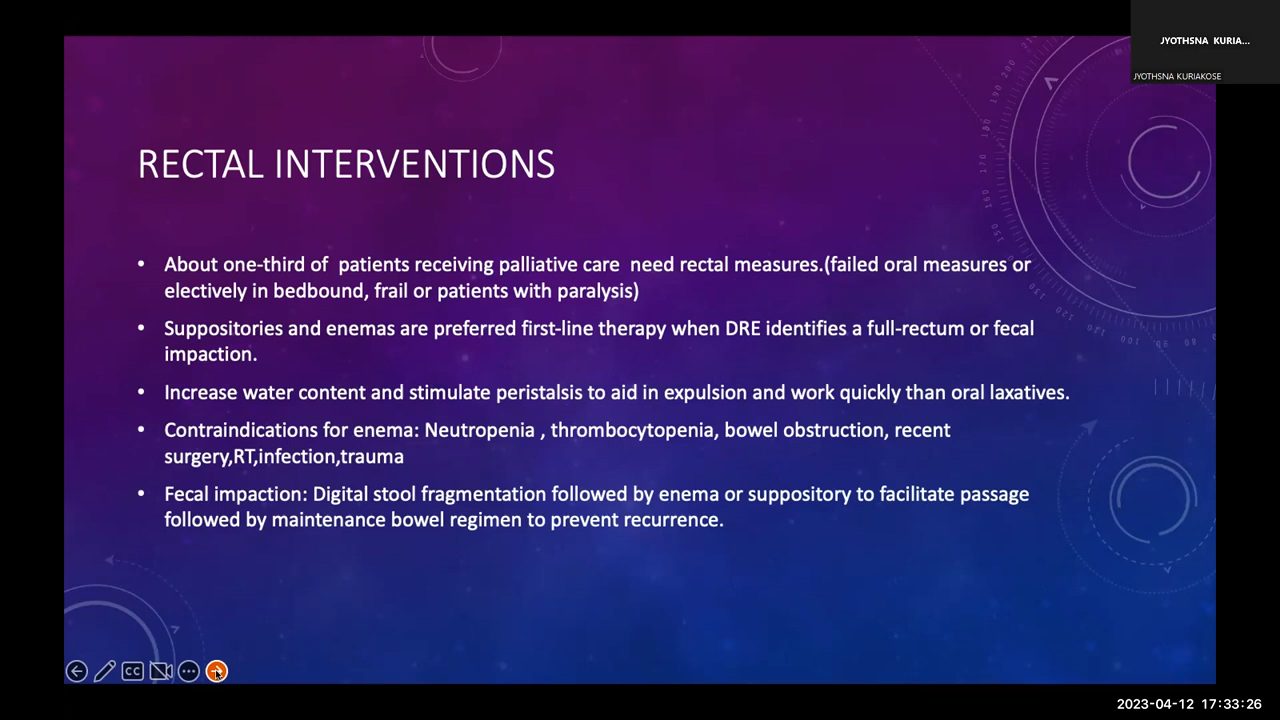 JYOTHSNA KURIA...
JYOTHSNA KURIAKOSE
RECTAL INTERVENTIONS
• About one-third of patients receiving palliative care need rectal measures.(failed oral measures or
electively in bedbound, frail or patients with paralysis)
• Suppositories and enemas are preferred first-line therapy when DRE identifies a full-rectum or fecal
impaction.
• Increase water content and stimulate peristalsis to aid in expulsion and work quickly than oral laxatives.
• Contraindications for enema: Neutropenia , thrombocytopenia, bowel obstruction, recent
surgery,RT,infection,trauma
• Fecal impaction: Digital stool fragmentation followed by enema or suppository to facilitate passage
followed by maintenance bowel regimen to prevent recurrence.
CC
2023-04-12 17:33:26